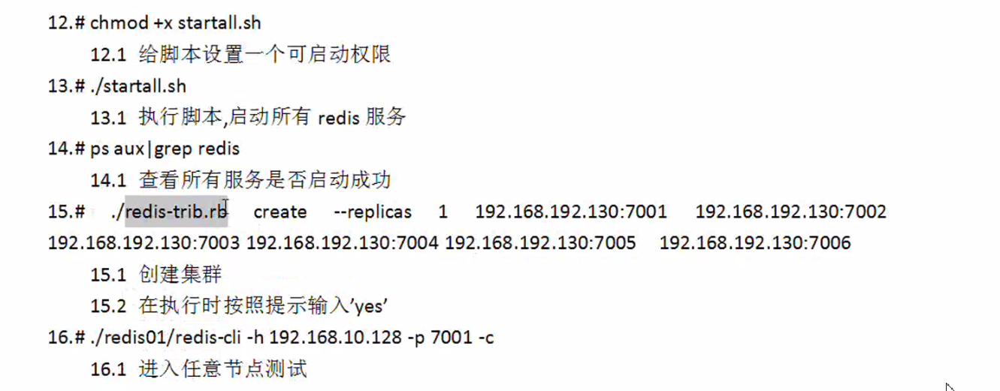 12.# chmod +x startall.sh
12.1 给脚本设置一个可启动权限
13.# ./startall.sh
13.1 执行脚本,启动所有 redis 服务
14.# ps aux|grep redis
14.1 查看所有服务是否启动成功
15.# ./redis-trib.rb create --replicas 1 192.168.192.130:7001 192.168.192.130:7002
192.168.192.130:7003 192.168.192.130:7004 192.168.192.130:7005 192.168.192.130:7006
15.1 创建集群
15.2 在执行时按照提示输入’yes’
16.# ./redis01/redis-cli -h 192.168.10.128 -p 7001 -c
16.1 进入任意节点测试